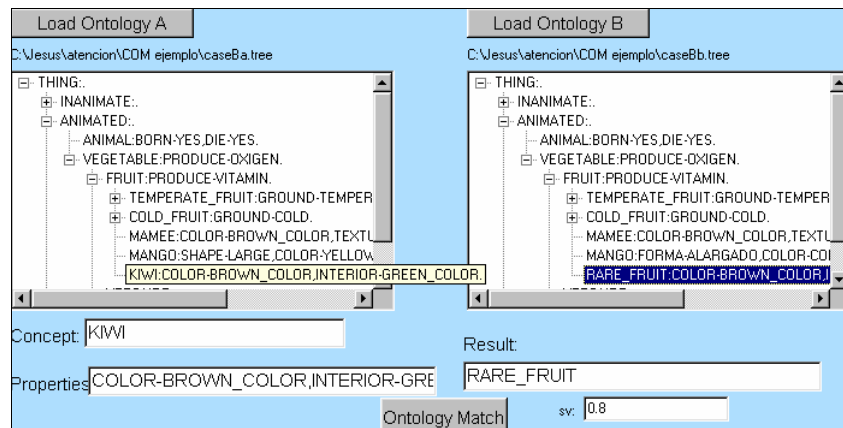 Load Ontology A
Load Ontology B
C:\Jesus\atencion\COM ejemplo\caseBa.tree
C:\Jesus\atencion\COM ejemplo\caseBb.tree
THING:.
INANIMATE:.
ANIMATED:.
ANIMAL:BORN-YES,DIE-YES.
VEGETABLE:PRODUCE-OXIGEN.
FRUIT:PRODUCE-VITAMIN.
TEMPERATE_FRUIT:GROUND-TEMPER
COLD_FRUIT:GROUND-COLD.
MAMEE:COLOR-BROWN_COLOR,TEXTU
MANGO:SHAPE-LARGE,COLOR-YELLOW
KIWI:COLOR-BROWN_COLOR,INTERIOR-GREEN_COLOR.
THING:.
INANIMATE:.
ANIMATED:.
ANIMAL:BORN-YES,DIE-YES.
VEGETABLE:PRODUCE-OXIGEN.
FRUIT:PRODUCE-VITAMIN.
TEMPERATE_FRUIT:GROUND-TEMPER
COLD_FRUIT:GROUND-COLD.
MAMEE:COLOR-BROWN_COLOR,TEXTU
MANGO:FORMA-ALARGADO,COLOR-CO
RARE_FRUIT:COLOR-BROWN_COLOR,I
Concept: KIWI
Properties COLOR-BROWN_COLOR,INTERIOR-GRE
Result:
RARE_FRUIT
Ontology Match
sv: 0.8